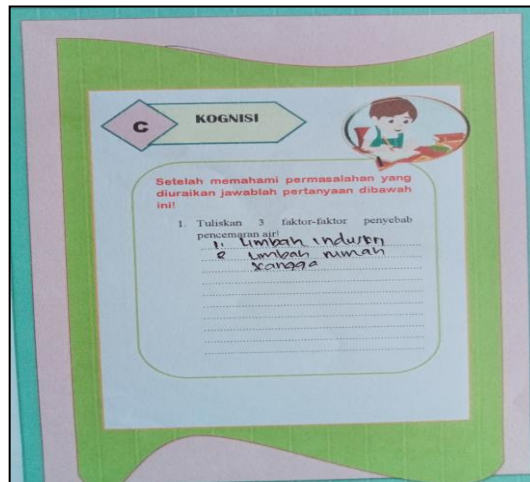 C
KOGNISI
Setelah memahami permasalahan yang
diuraikan jawablah pertanyaan dibawah
ini!
1. Tuliskan 3 faktor-faktor penyebab
pencemaran air!
1. Limbah industri
2 Limbah rumah
tangga